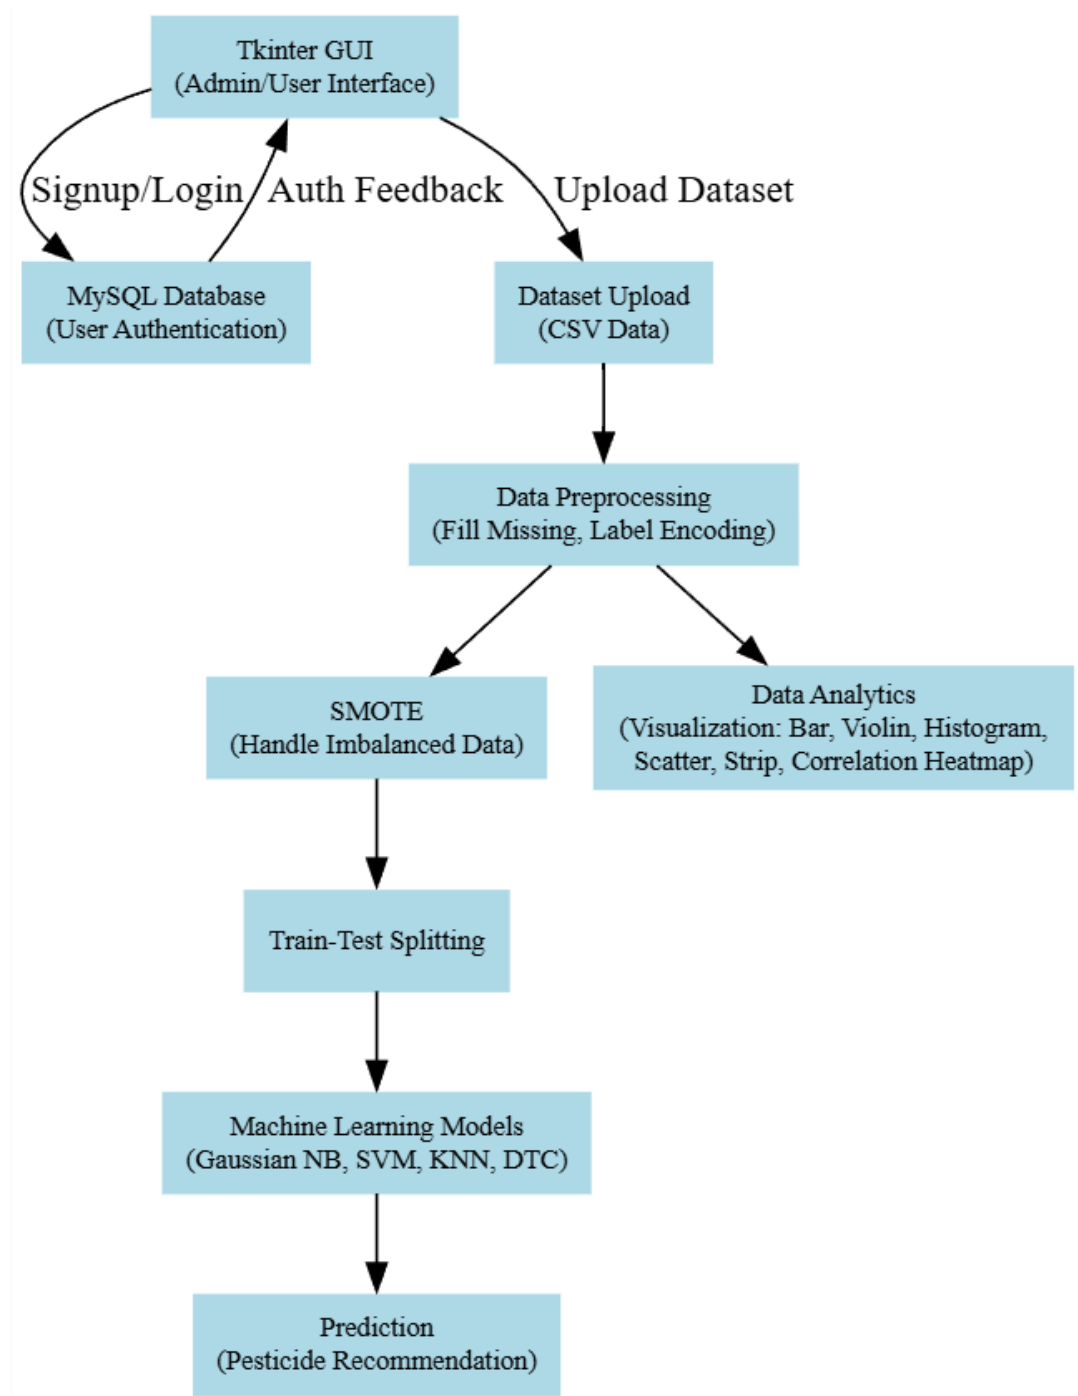 Tkinter GUI
(Admin/User Interface)
Signup/Login
Auth Feedback
Upload Dataset
MySQL Database
(User Authentication)
Dataset Upload
(CSV Data)
Data Preprocessing
(Fill Missing, Label Encoding)
SMOTE
(Handle Imbalanced Data)
Data Analytics
(Visualization: Bar, Violin, Histogram,
Scatter, Strip, Correlation Heatmap)
Train-Test Splitting
Machine Learning Models
(Gaussian NB, SVM, KNN, DTC)
Prediction
(Pesticide Recommendation)